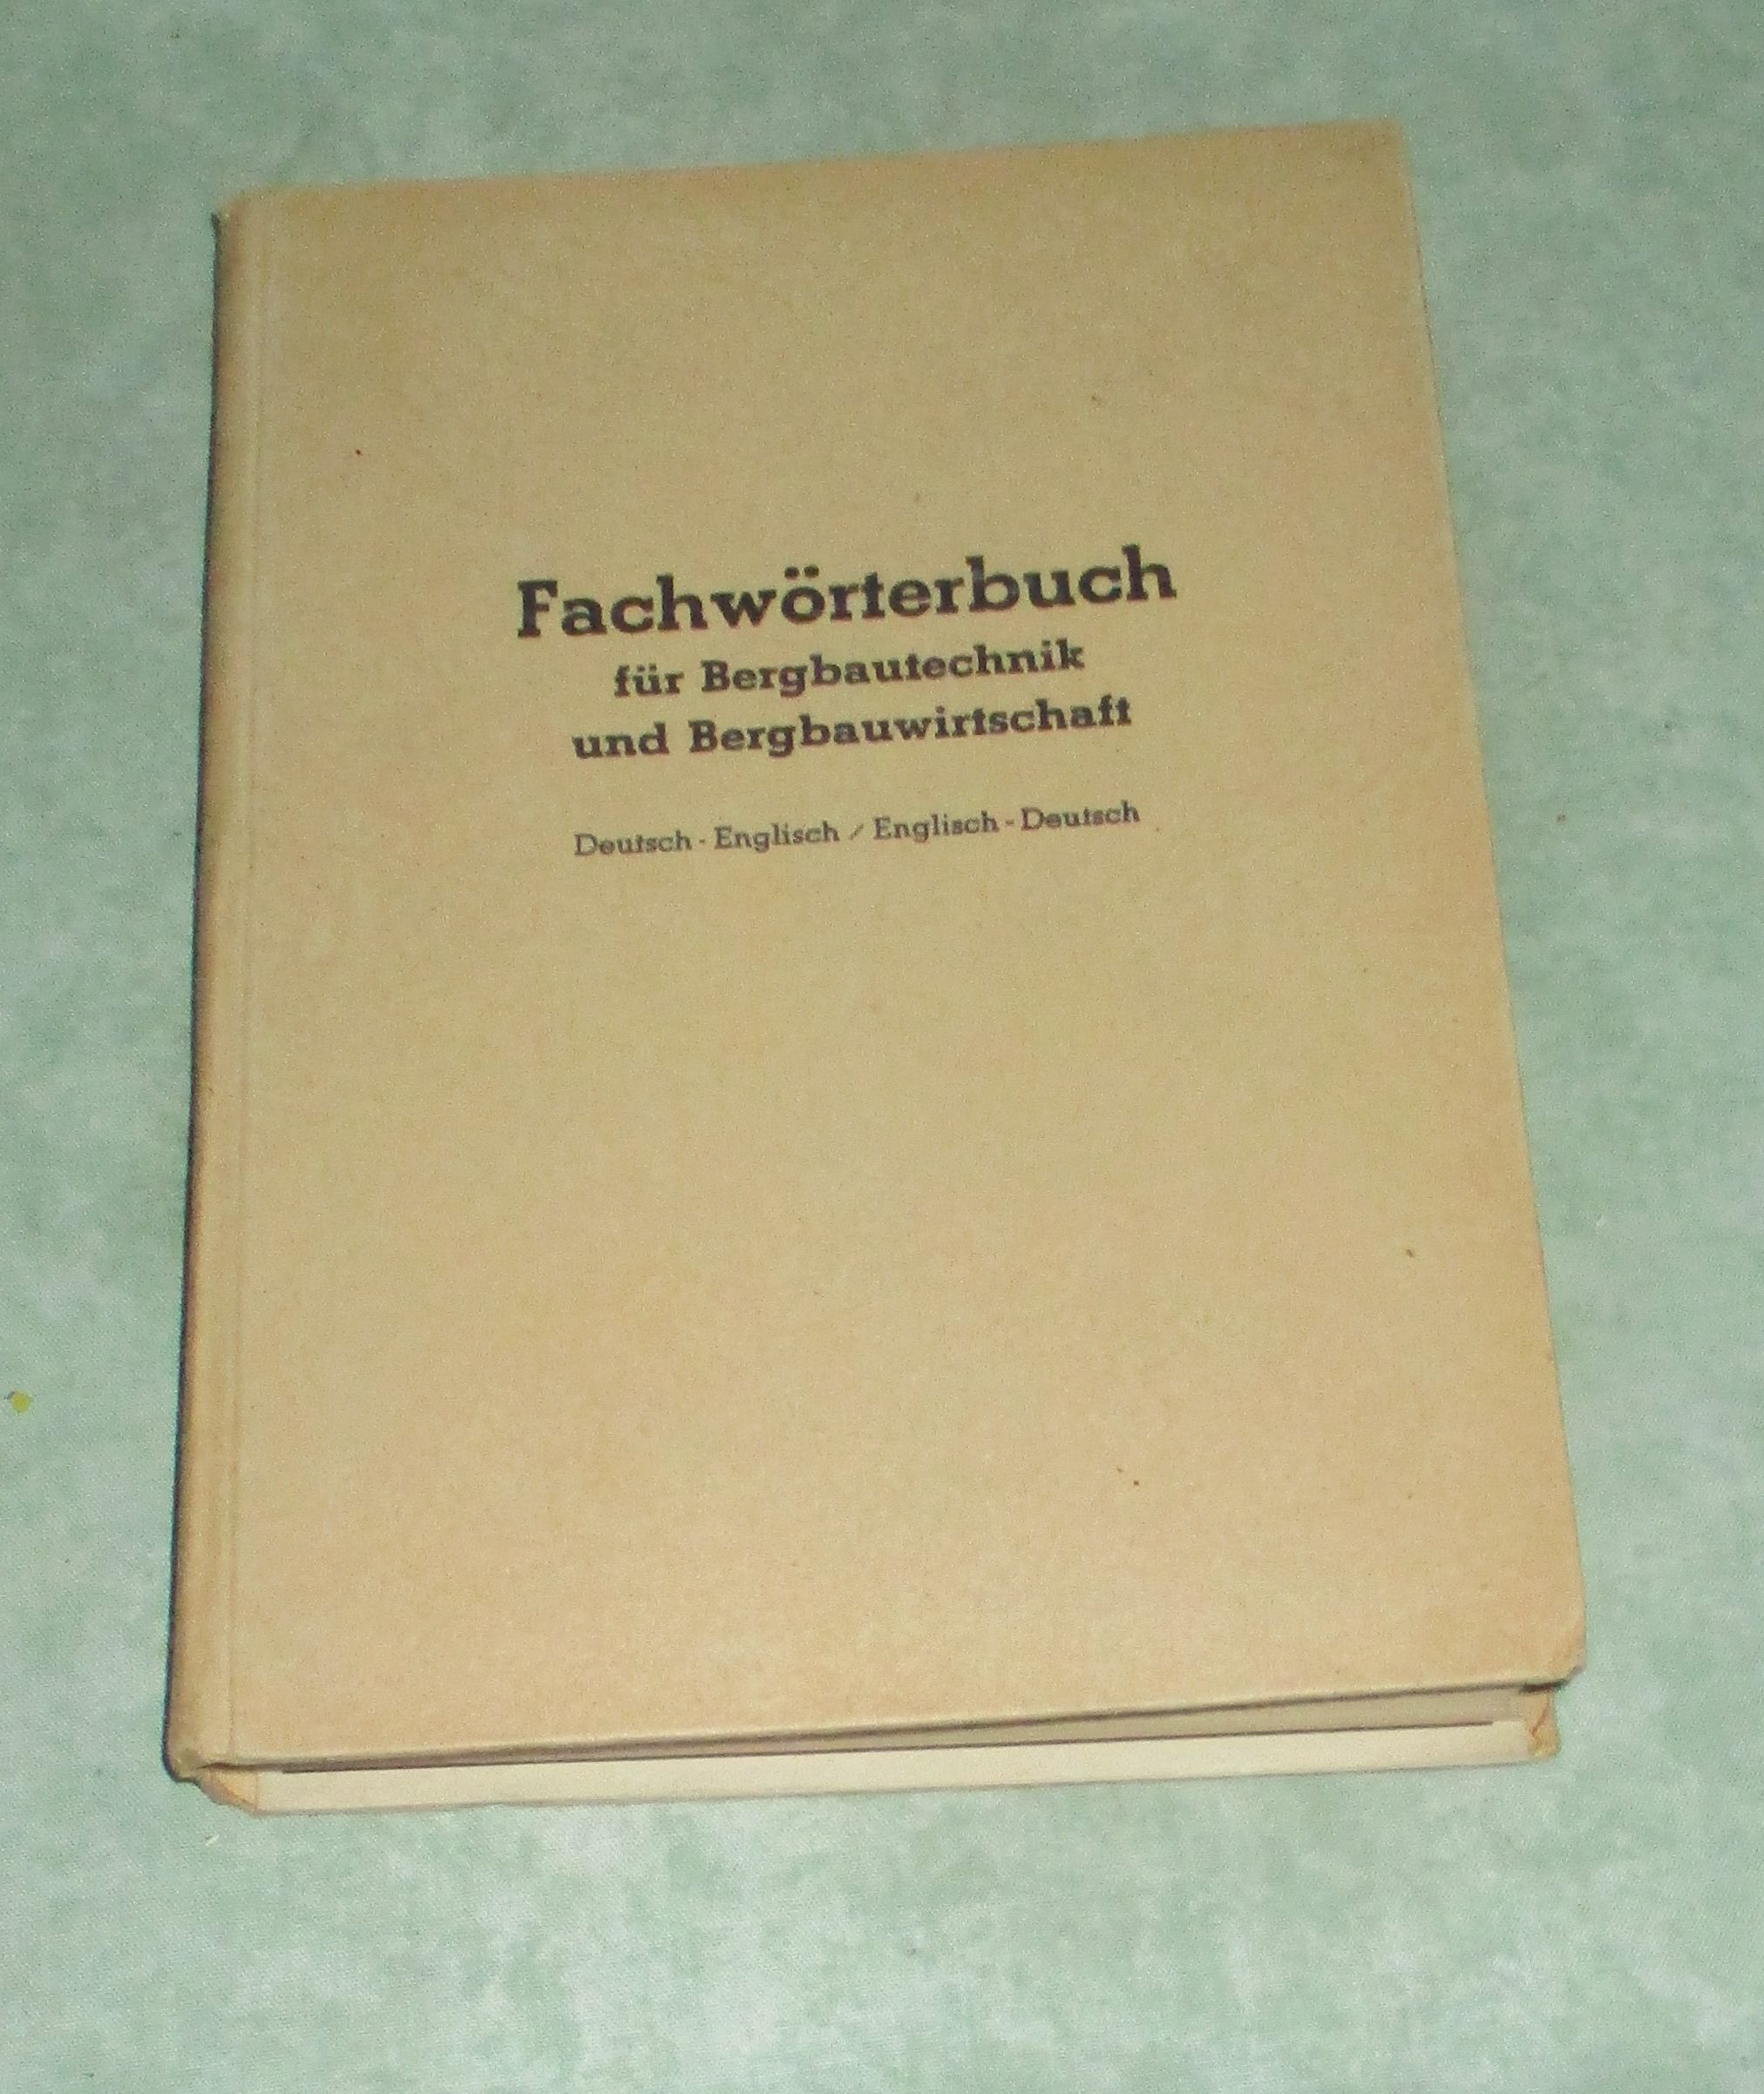 Fachwörterbuch
für Bergbautechnik
und Bergbauwirtschaft
Deutsch - Englisch / Englisch - Deutsch